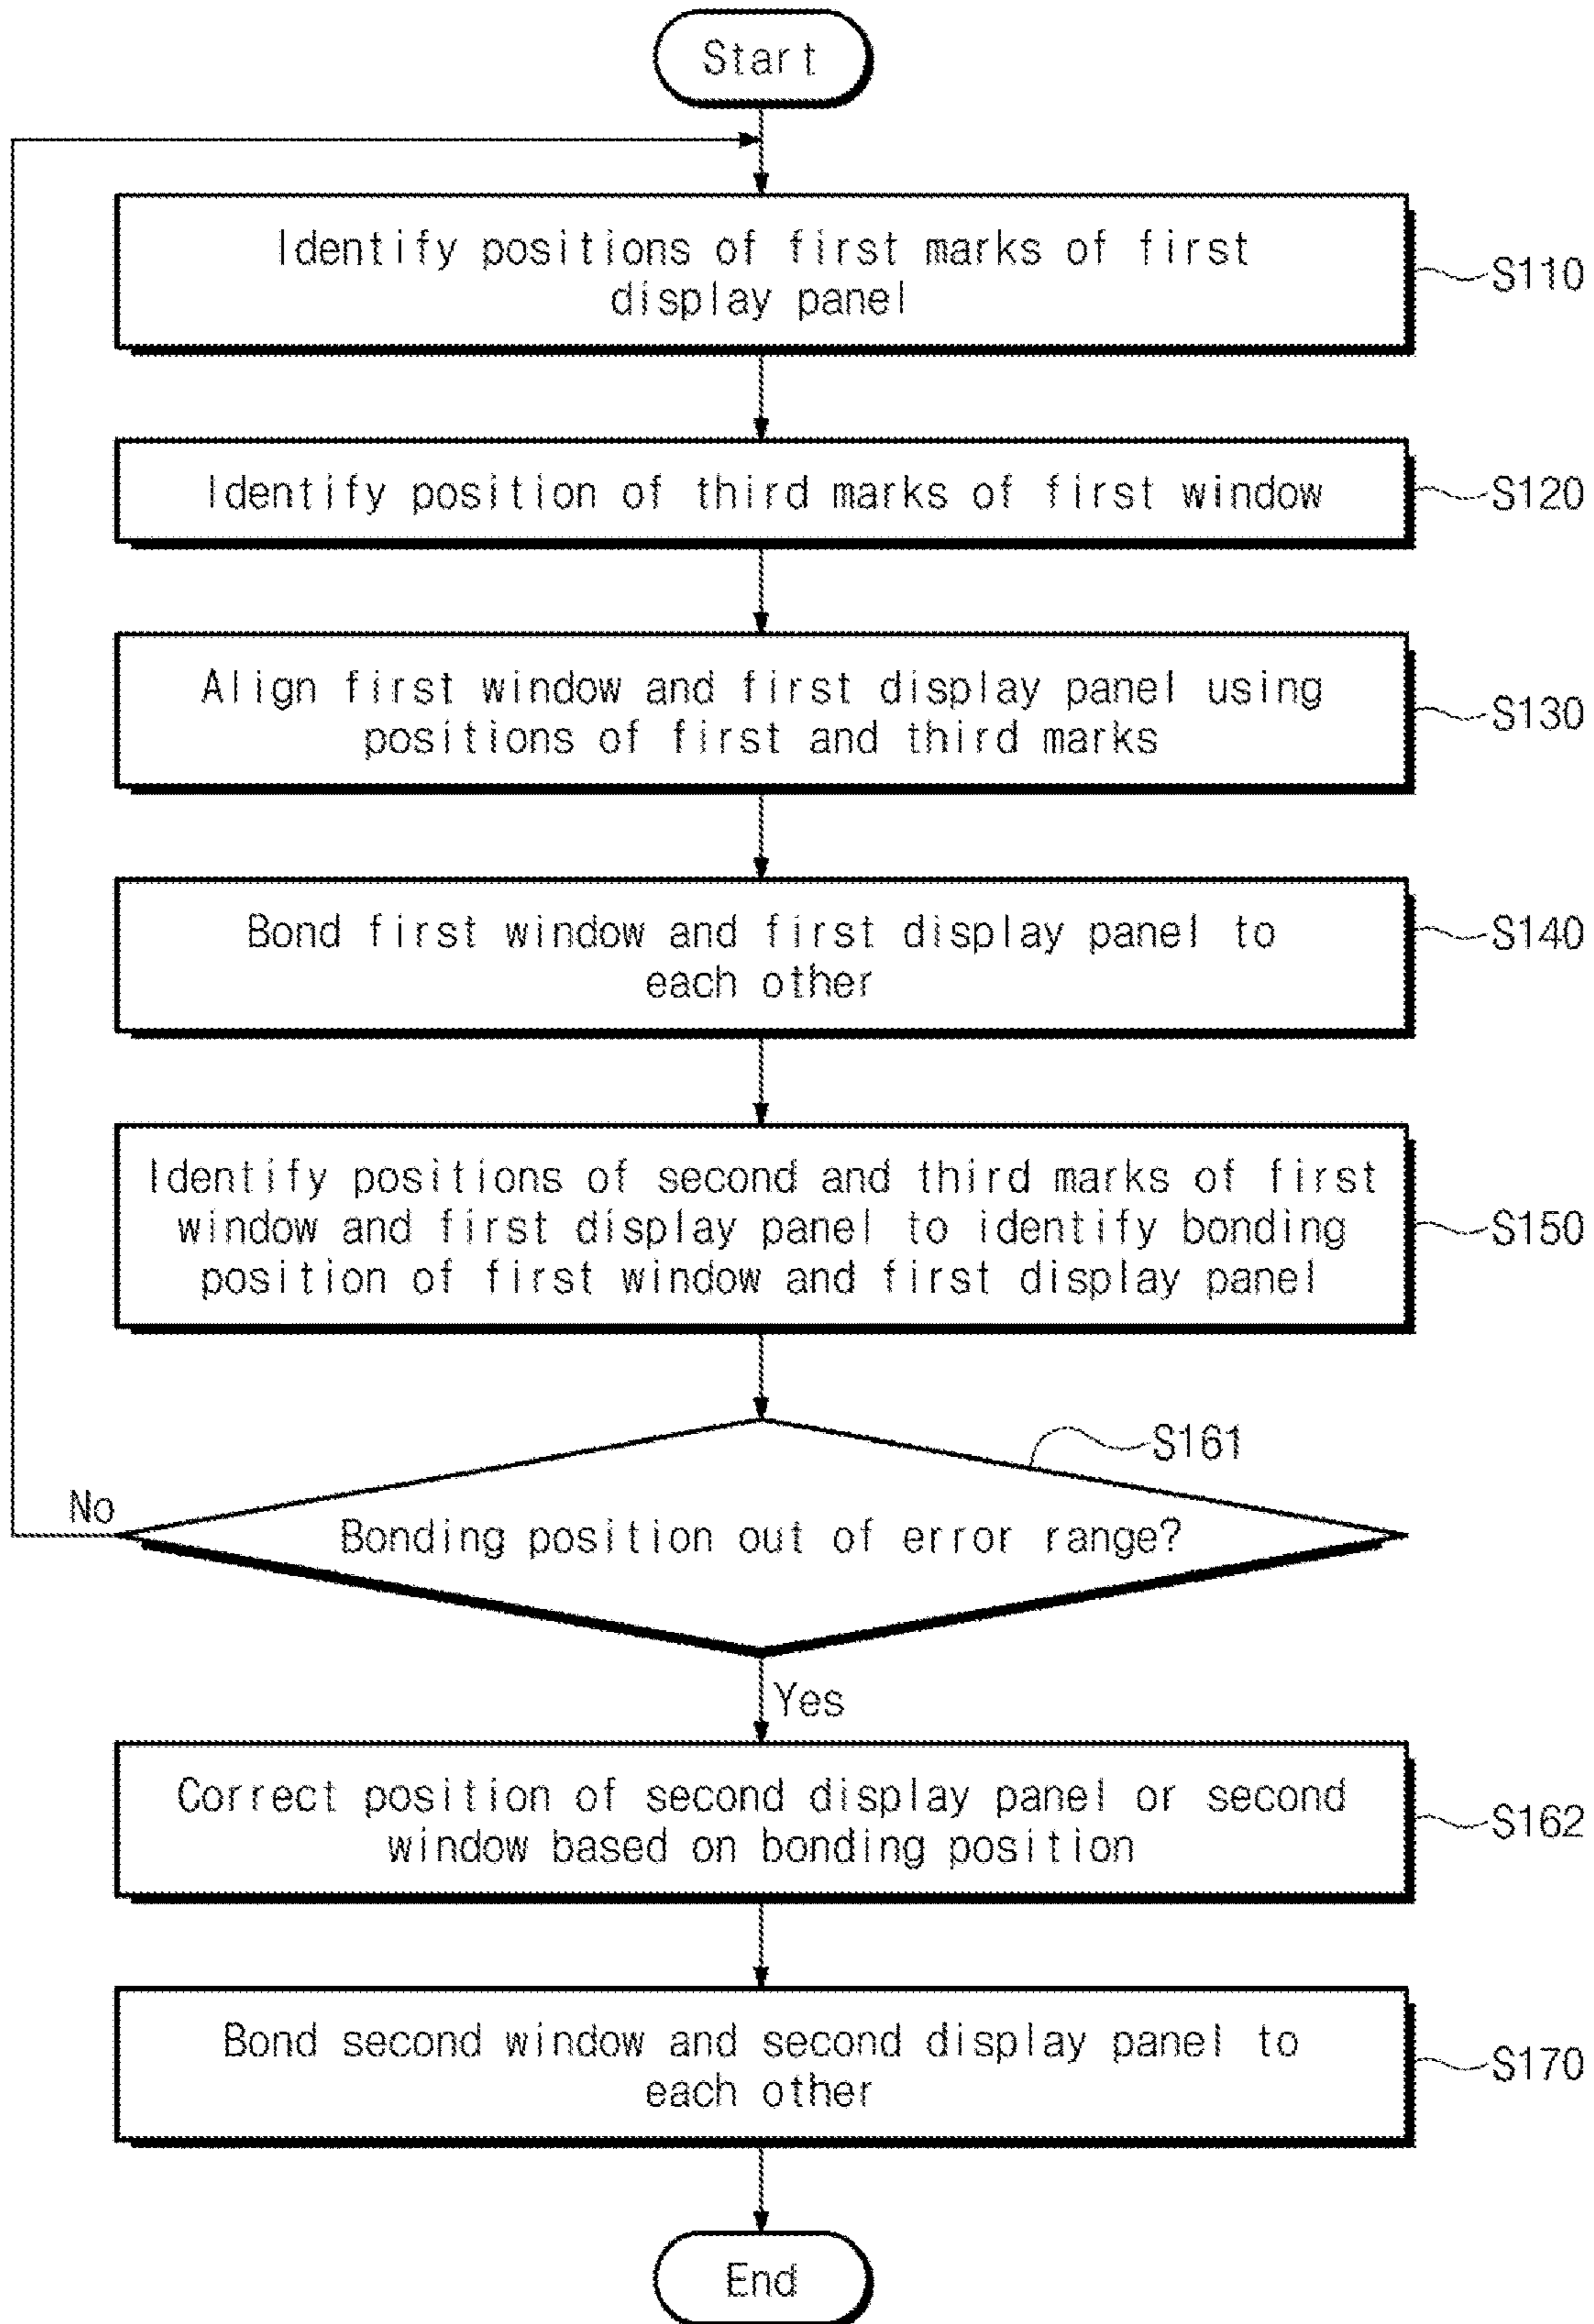 Start
Identify positions of first marks of first
display panel
S110
Identify position of third marks of first window
S120
Align first window and first display panel using
positions of first and third marks
S130
Bond first window and first display panel to
each other
S140
Identify positions of second and third marks of first
window and first display panel to identify bonding
position of first window and first display panel
S150
S161
No
Bonding position out of error range?
Yes
Correct position of second display panel or second
window based on bonding position
S162
Bond second window and second display panel to
each other
S170
End